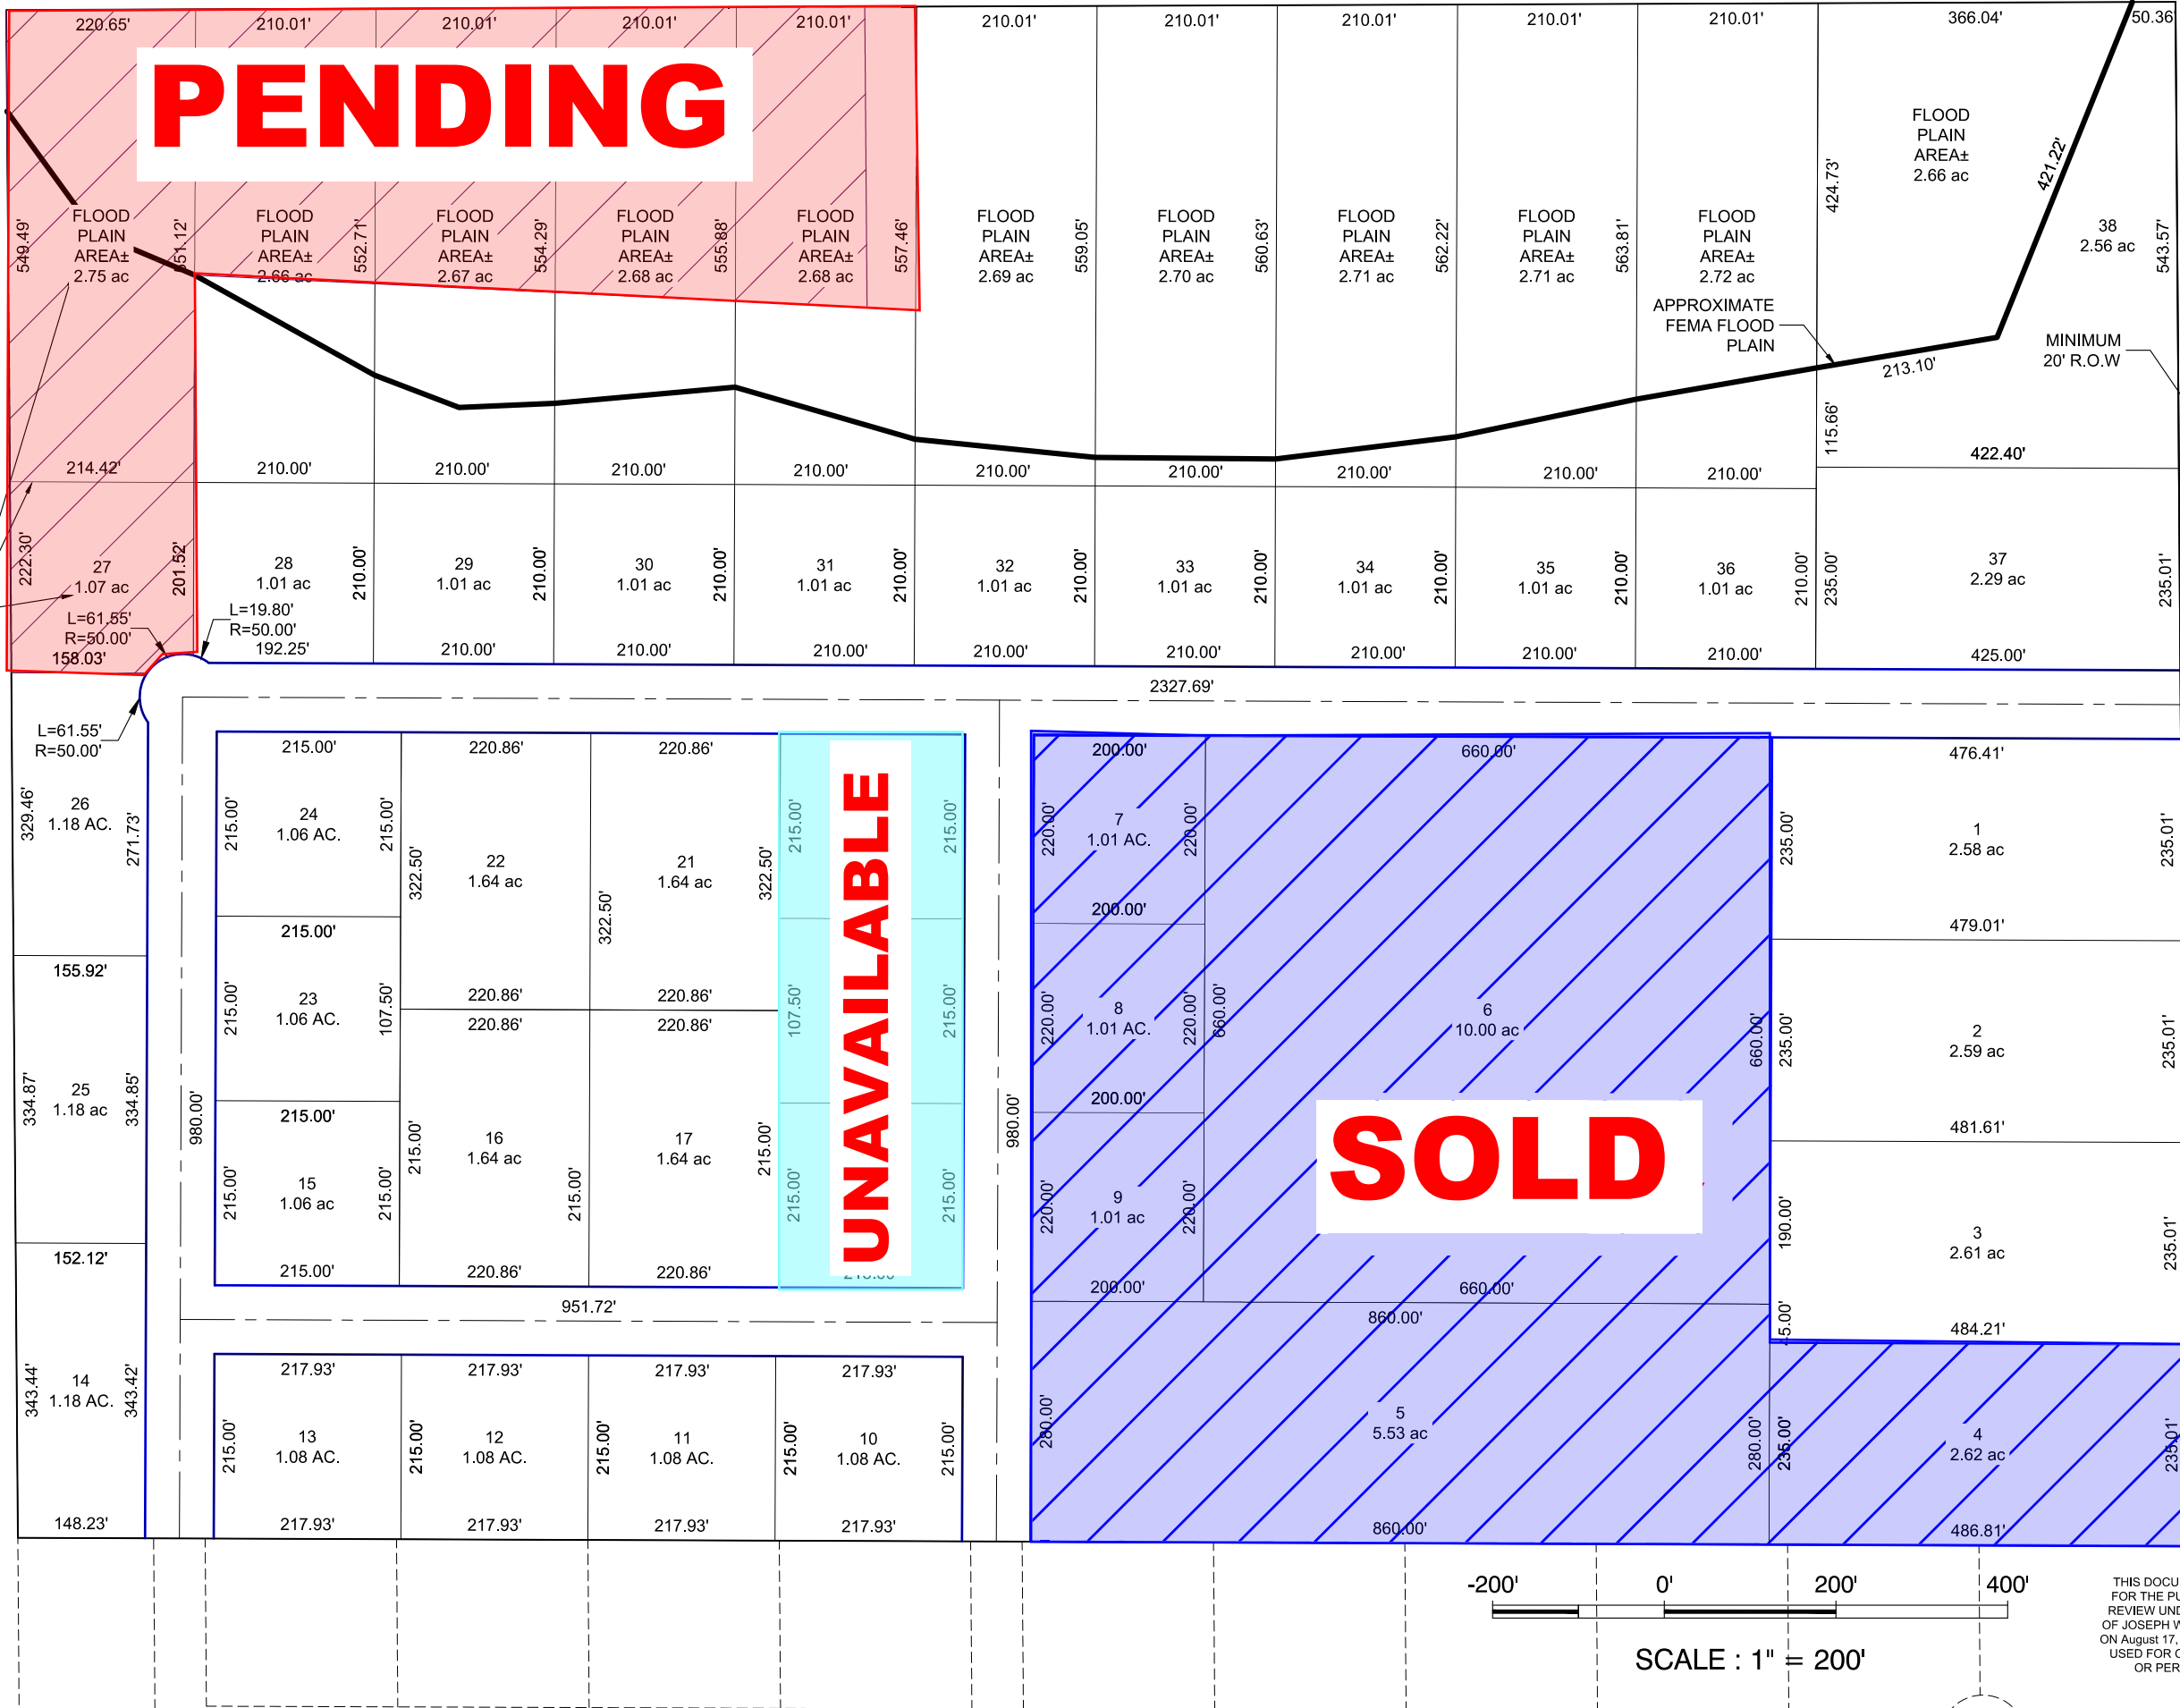 220.65' 210.01' 210.01' 210.01' 210.01' 210.01' 210.01' 210.01' 210.01' 210.01' 366.04' 50.36
PENDING
549.49'
FLOOD
PLAIN
AREA±
2.75 ac
551.12'
FLOOD
PLAIN
AREA±
2.66 ac
552.71'
FLOOD
PLAIN
AREA±
2.67 ac
554.29'
FLOOD
PLAIN
AREA±
2.68 ac
555.88'
FLOOD
PLAIN
AREA±
2.68 ac
557.46'
FLOOD
PLAIN
AREA±
2.69 ac
559.05'
FLOOD
PLAIN
AREA±
2.70 ac
560.63'
FLOOD
PLAIN
AREA±
2.71 ac
562.22'
FLOOD
PLAIN
AREA±
2.71 ac
563.81'
FLOOD
PLAIN
AREA±
2.72 ac
424.73'
FLOOD
PLAIN
AREA±
2.66 ac
421.22'
38
2.56 ac
543.57'
APPROXIMATE
FEMA FLOOD
PLAIN
213.10'
MINIMUM
20' R.O.W
115.66'
214.42' 210.00' 210.00' 210.00' 210.00' 210.00' 210.00' 210.00' 210.00' 210.00' 422.40'
222.30'
27
1.07 ac
201.52'
L=61.55'
R=50.00'
158.03'
28
1.01 ac
210.00'
L=19.80'
R=50.00'
192.25'
29
1.01 ac
210.00'
210.00'
30
1.01 ac
210.00'
210.00'
31
1.01 ac
210.00'
210.00'
32
1.01 ac
210.00'
210.00'
33
1.01 ac
210.00'
210.00'
34
1.01 ac
210.00'
210.00'
35
1.01 ac
210.00'
210.00'
36
1.01 ac
210.00'
210.00'
235.00'
37
2.29 ac
235.01'
425.00'
2327.69'
L=61.55'
R=50.00'
329.46'
26
1.18 AC.
271.73'
155.92'
334.87'
25
1.18 ac
334.85'
152.12'
343.44'
14
1.18 AC.
343.42'
148.23'
980.00'
215.00'
215.00'
24
1.06 AC.
215.00'
215.00'
215.00'
23
1.06 AC.
107.50'
215.00'
215.00'
15
1.06 ac
215.00'
215.00'
220.86'
322.50'
22
1.64 ac
322.50'
220.86'
220.86'
21
1.64 ac
322.50'
220.86'
220.86'
215.00'
16
1.64 ac
215.00'
220.86'
220.86'
17
1.64 ac
215.00'
220.86'
215.00'
215.00'
107.50'
215.00'
215.00'
215.00'
UNAVAILABLE
951.72'
980.00'
217.93' 217.93' 217.93' 217.93'
215.00'
13
1.08 AC.
215.00'
12
1.08 AC.
215.00'
11
1.08 AC.
215.00'
10
1.08 AC.
215.00'
217.93' 217.93' 217.93' 217.93'
200.00'
220.00'
7
1.01 AC.
220.00'
200.00'
220.00'
8
1.01 AC.
220.00'
200.00'
220.00'
9
1.01 ac
220.00'
200.00'
660.00'
660.00'
6
10.00 ac
660.00'
SOLD
660.00'
860.00'
280.00'
5
5.53 ac
280.00'
860.00'
476.41'
235.00'
1
2.58 ac
235.01'
479.01'
235.00'
2
2.59 ac
235.01'
481.61'
190.00'
3
2.61 ac
235.01'
45.00'
484.21'
235.00'
4
2.62 ac
235.01'
486.81'
-200' 0' 200' 400'
SCALE : 1" = 200'
THIS DOCU
FOR THE PU
REVIEW UND
OF JOSEPH W
ON August 17,
USED FOR C
OR PER